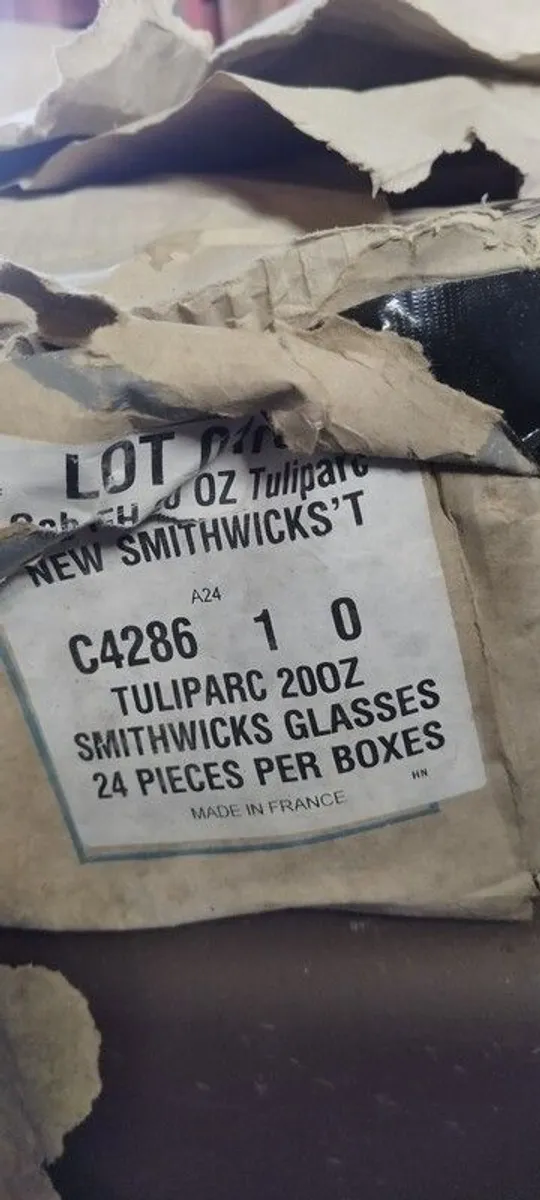 LOT
OZ Tuliparc
NEW SMITHWICKS'T
A24
C4286 1 0
TULIPARC 20OZ
SMITHWICKS GLASSES
24 PIECES PER BOXES
HN
MADE IN FRANCE